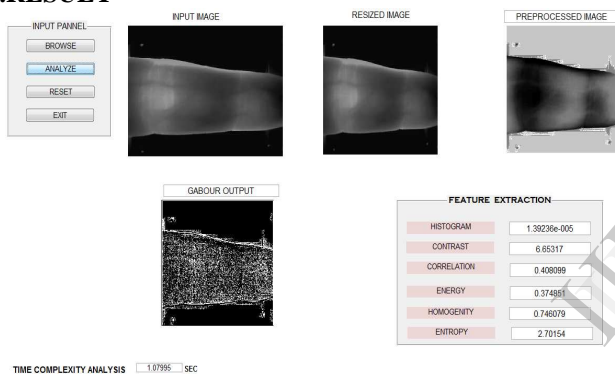 .RESULT
INPUT PANNEL
BROWSE
ANALYZE
RESET
EXIT
INPUT IMAGE
RESIZED IMAGE
PREPROCESSED IMAGE
GABOUR OUTPUT
FEATURE EXTRACTION
HISTOGRAM 1.39236e-005
CONTRAST 6.65317
CORRELATION 0.408099
ENERGY 0.374851
HOMOGENITY 0.746079
ENTROPY 2.70154
TIME COMPLEXITY ANALYSIS 1.07995 SEC